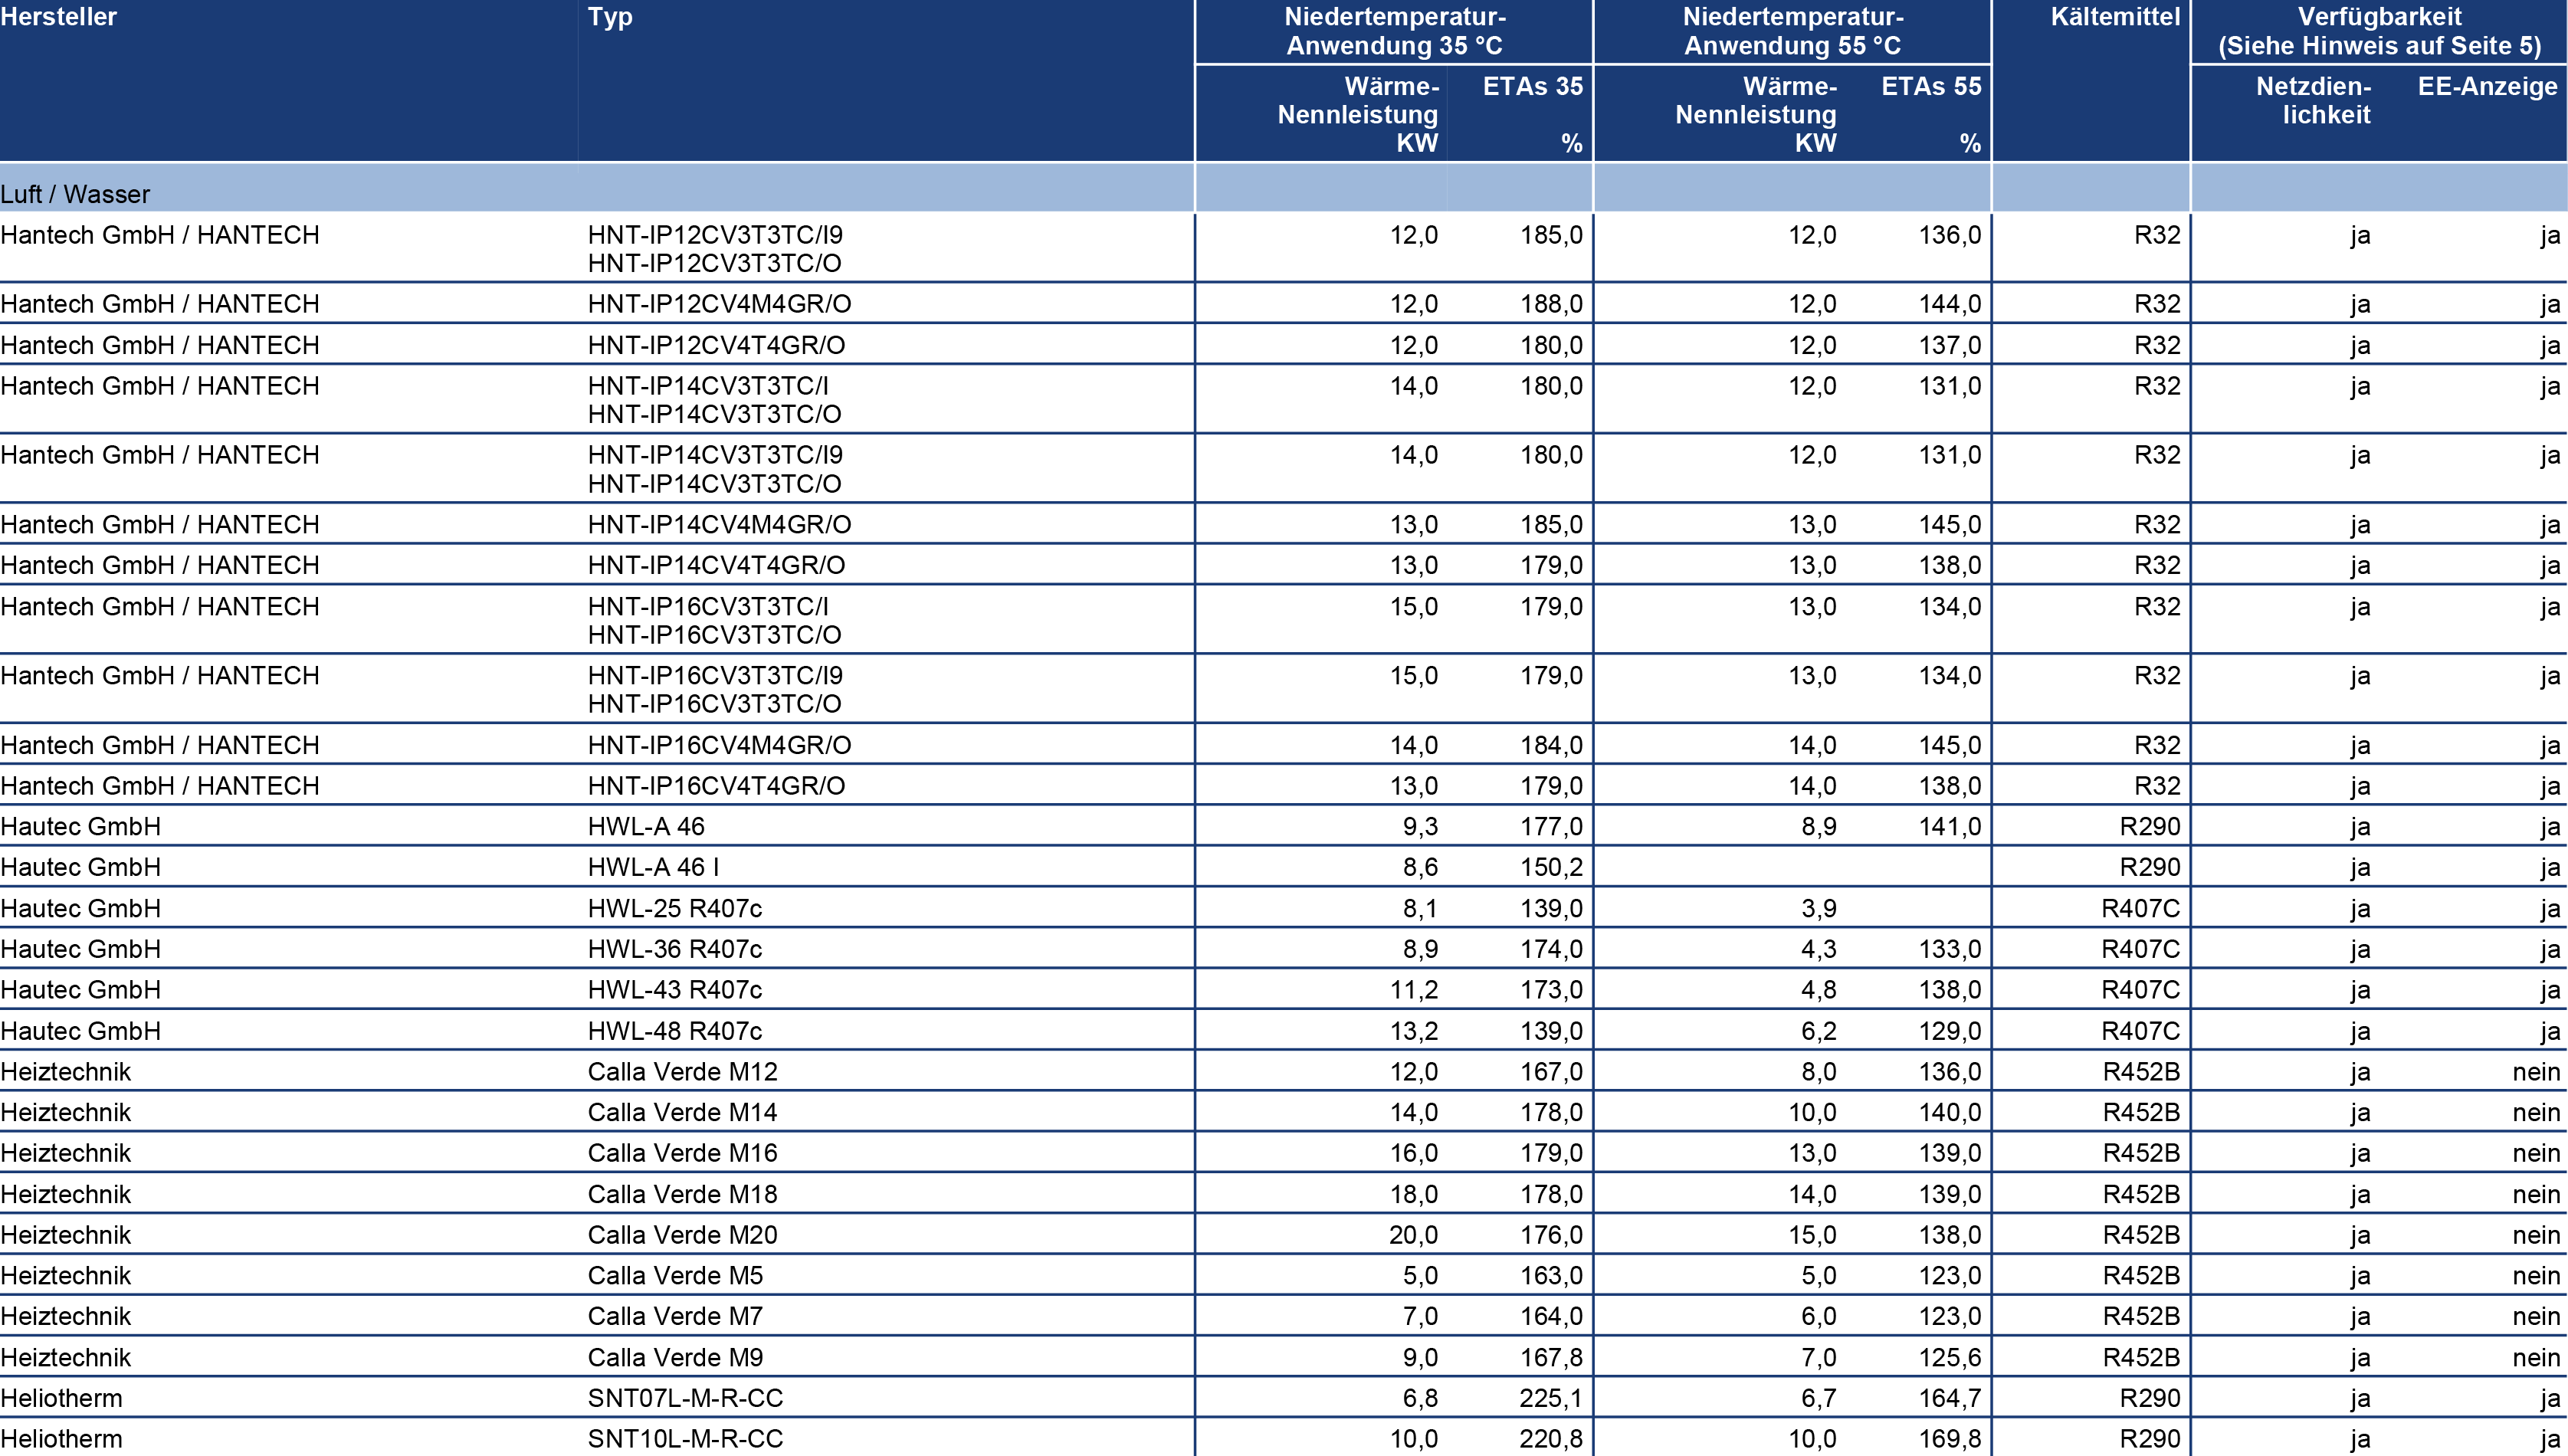 Hersteller Typ Niedertemperatur- Niedertemperatur- Kältemittel Verfügbarkeit
Anwendung 35 °C Anwendung 55 °C (Siehe Hinweis auf Seite 5)
Wärme- ETAs 35 Wärme- ETAs 55 Netzdien- EE-Anzeige
Nennleistung Nennleistung lichkeit
KW % KW %
Luft / Wasser
Hantech GmbH / HANTECH HNT-IP12CV3T3TC/I9 12,0 185,0 12,0 136,0 R32 ja ja
HNT-IP12CV3T3TC/O
Hantech GmbH / HANTECH HNT-IP12CV4M4GR/O 12,0 188,0 12,0 144,0 R32 ja ja
Hantech GmbH / HANTECH HNT-IP12CV4T4GR/O 12,0 180,0 12,0 137,0 R32 ja ja
Hantech GmbH / HANTECH HNT-IP14CV3T3TC/I 14,0 180,0 12,0 131,0 R32 ja ja
HNT-IP14CV3T3TC/O
Hantech GmbH / HANTECH HNT-IP14CV3T3TC/I9 14,0 180,0 12,0 131,0 R32 ja ja
HNT-IP14CV3T3TC/O
Hantech GmbH / HANTECH HNT-IP14CV4M4GR/O 13,0 185,0 13,0 145,0 R32 ja ja
Hantech GmbH / HANTECH HNT-IP14CV4T4GR/O 13,0 179,0 13,0 138,0 R32 ja ja
Hantech GmbH / HANTECH HNT-IP16CV3T3TC/I 15,0 179,0 13,0 134,0 R32 ja ja
HNT-IP16CV3T3TC/O
Hantech GmbH / HANTECH HNT-IP16CV3T3TC/I9 15,0 179,0 13,0 134,0 R32 ja ja
HNT-IP16CV3T3TC/O
Hantech GmbH / HANTECH HNT-IP16CV4M4GR/O 14,0 184,0 14,0 145,0 R32 ja ja
Hantech GmbH / HANTECH HNT-IP16CV4T4GR/O 13,0 179,0 14,0 138,0 R32 ja ja
Hautec GmbH HWL-A 46 9,3 177,0 8,9 141,0 R290 ja ja
Hautec GmbH HWL-A 46 I 8,6 150,2 R290 ja ja
Hautec GmbH HWL-25 R407c 8,1 139,0 3,9 R407C ja ja
Hautec GmbH HWL-36 R407c 8,9 174,0 4,3 133,0 R407C ja ja
Hautec GmbH HWL-43 R407c 11,2 173,0 4,8 138,0 R407C ja ja
Hautec GmbH HWL-48 R407c 13,2 139,0 6,2 129,0 R407C ja ja
Heiztechnik Calla Verde M12 12,0 167,0 8,0 136,0 R452B ja nein
Heiztechnik Calla Verde M14 14,0 178,0 10,0 140,0 R452B ja nein
Heiztechnik Calla Verde M16 16,0 179,0 13,0 139,0 R452B ja nein
Heiztechnik Calla Verde M18 18,0 178,0 14,0 139,0 R452B ja nein
Heiztechnik Calla Verde M20 20,0 176,0 15,0 138,0 R452B ja nein
Heiztechnik Calla Verde M5 5,0 163,0 5,0 123,0 R452B ja nein
Heiztechnik Calla Verde M7 7,0 164,0 6,0 123,0 R452B ja nein
Heiztechnik Calla Verde M9 9,0 167,8 7,0 125,6 R452B ja nein
Heliotherm SNT07L-M-R-CC 6,8 225,1 6,7 164,7 R290 ja ja
Heliotherm SNT10L-M-R-CC 10,0 220,8 10,0 169,8 R290 ja ja